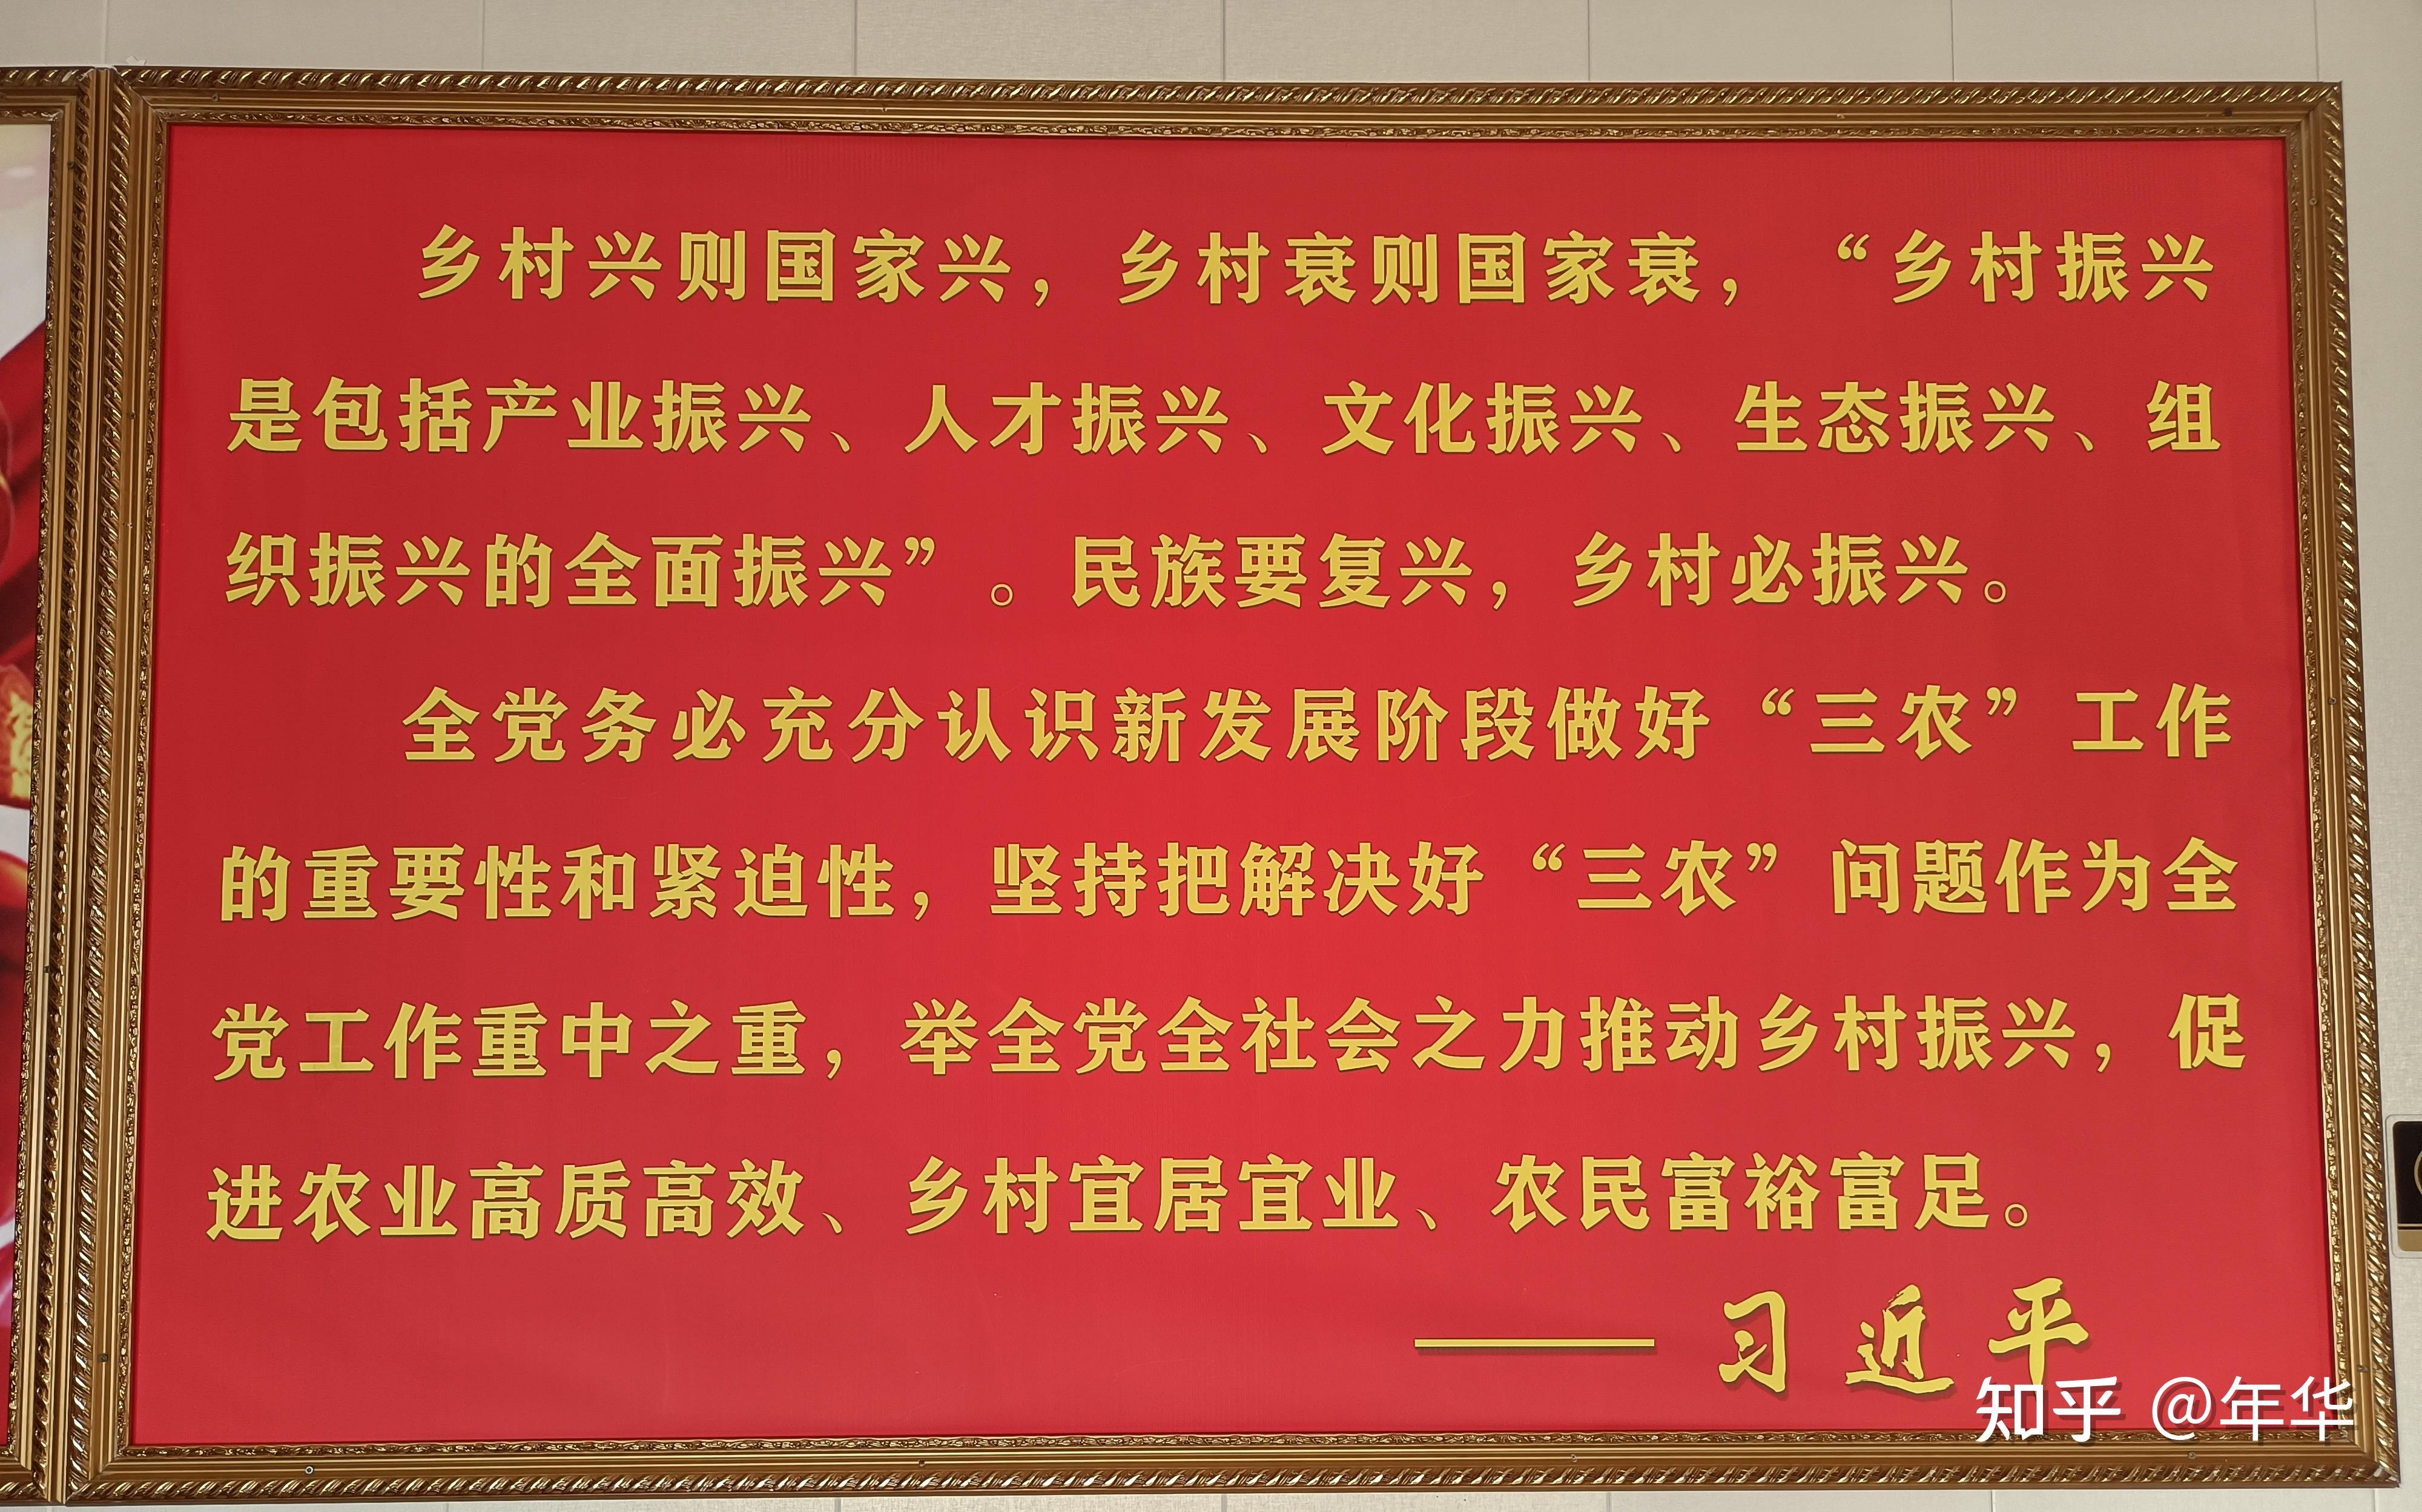 乡村兴则国家兴，乡村衰则国家衰，“乡村振兴
是包括产业振兴、人才振兴、文化振兴、生态振兴、组
织振兴的全面振兴”。民族要复兴，乡村必振兴。
全党务必充分认识新发展阶段做好“三农”工作
的重要性和紧迫性，坚持把解决好“三农”问题作为全
党工作重中之重，举全党全社会之力推动乡村振兴，促
进农业高质高效、乡村宜居宜业、农民富裕富足。
——习近平
知乎 @年华